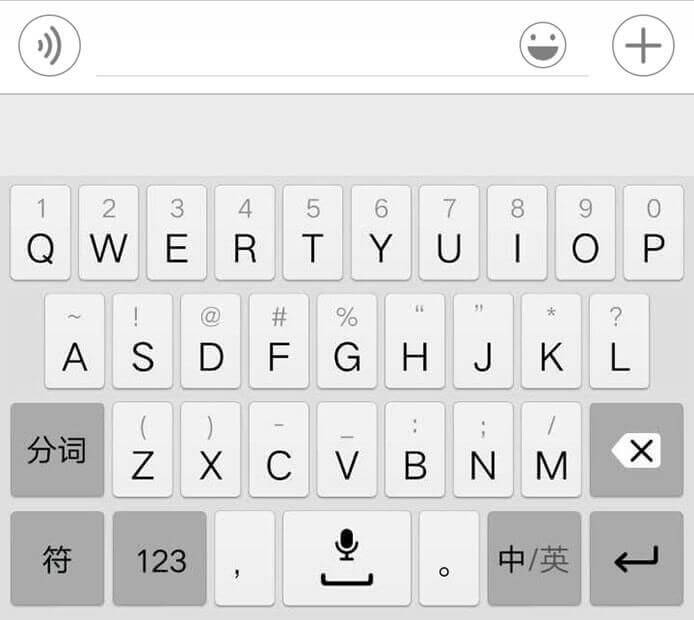 1 2 3 4 5 6 7 8 9 0
Q W E R T Y U I O P
~ ! @ # % “ ” * ?
A S D F G H J K L
( ) - _ : ; /
分词 Z X C V B N M
符 123 , 。 中/英